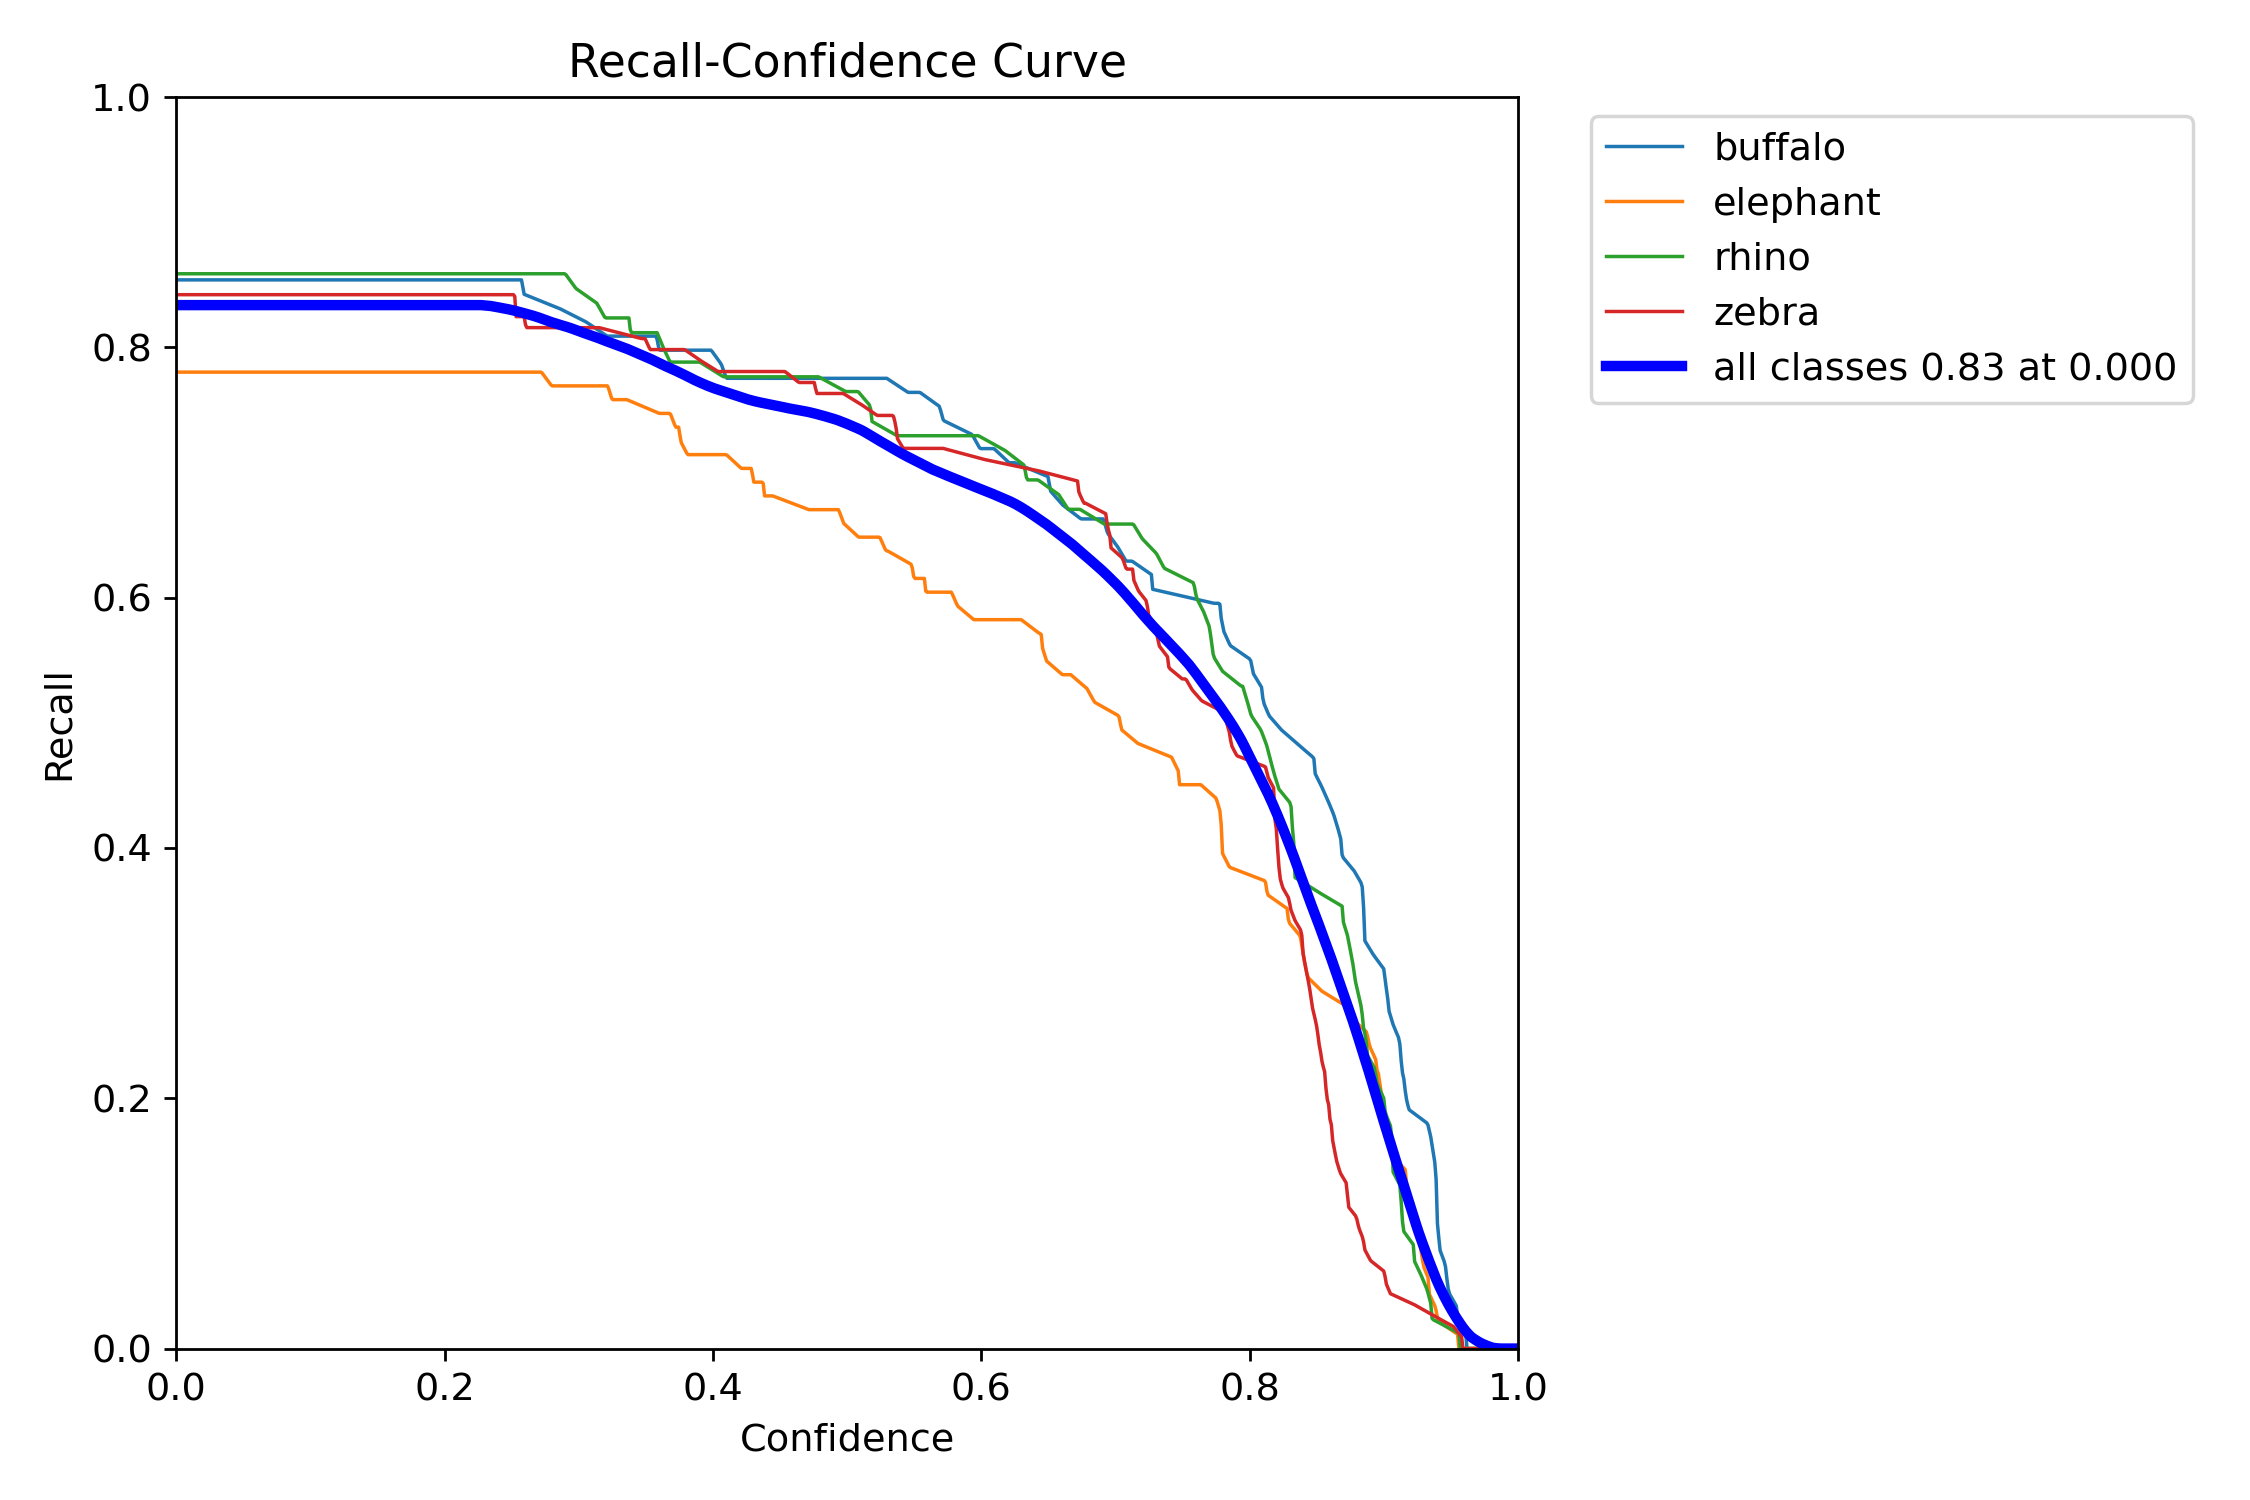 Recall-Confidence Curve
1.0
0.8
0.6
0.4
0.2
0.0
Recall
0.0 0.2 0.4 0.6 0.8 1.0
Confidence
buffalo
elephant
rhino
zebra
all classes 0.83 at 0.000